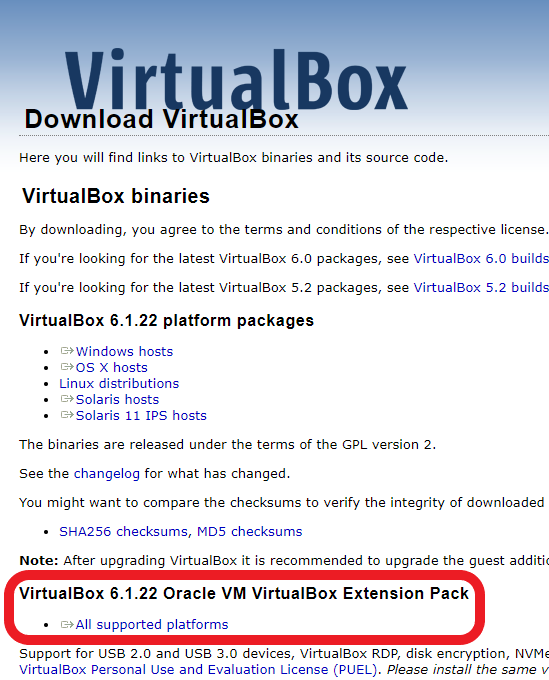 VirtualBox
Download VirtualBox
Here you will find links to VirtualBox binaries and its source code.
VirtualBox binaries
By downloading, you agree to the terms and conditions of the respective license.
If you're looking for the latest VirtualBox 6.0 packages, see VirtualBox 6.0 builds
If you're looking for the latest VirtualBox 5.2 packages, see VirtualBox 5.2 builds
VirtualBox 6.1.22 platform packages
Windows hosts
OS X hosts
Linux distributions
Solaris hosts
Solaris 11 IPS hosts
The binaries are released under the terms of the GPL version 2.
See the changelog for what has changed.
You might want to compare the checksums to verify the integrity of downloaded
SHA256 checksums, MD5 checksums
Note: After upgrading VirtualBox it is recommended to upgrade the guest additio
VirtualBox 6.1.22 Oracle VM VirtualBox Extension Pack
All supported platforms
Support for USB 2.0 and USB 3.0 devices, VirtualBox RDP, disk encryption, NVMe
VirtualBox Personal Use and Evaluation License (PUEL). Please install the same v